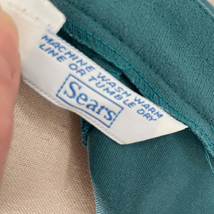 MACHINE WASH WARM
LINE OR TUMBLE DRY
Sears